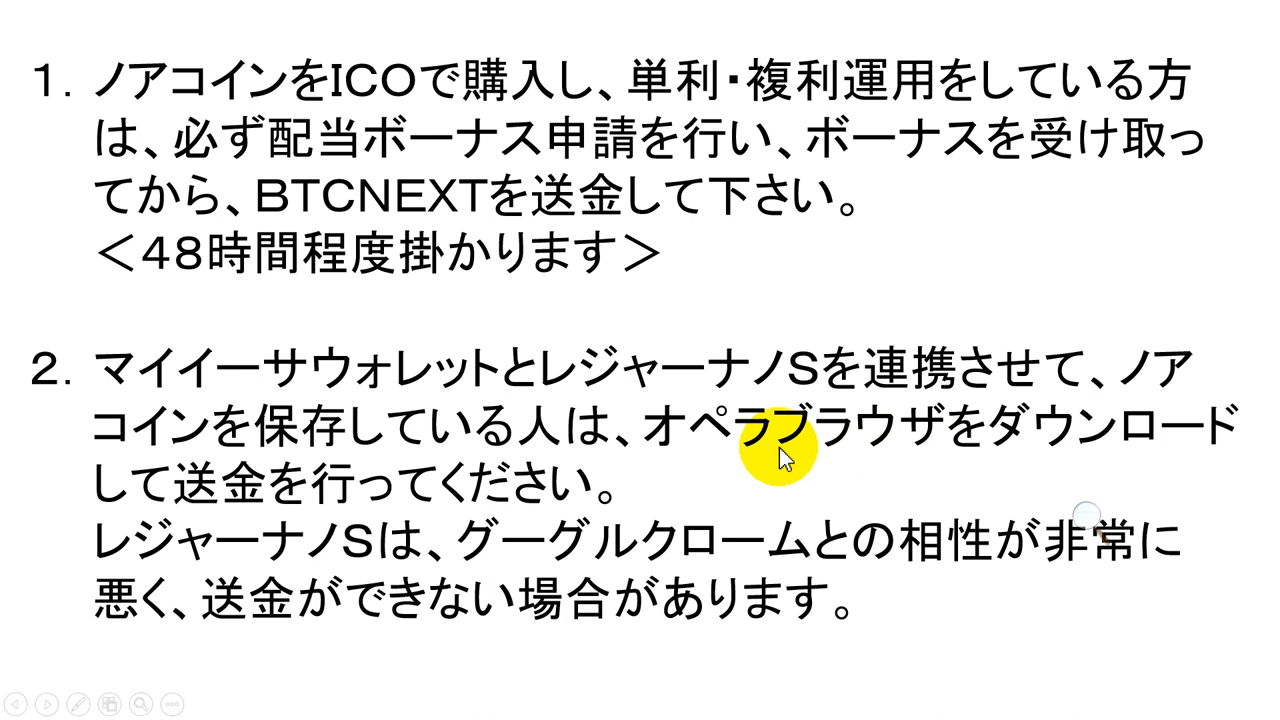 １．ノアコインをＩＣＯで購入し、単利・複利運用をしている方
は、必ず配当ボーナス申請を行い、ボーナスを受け取っ
てから、ＢＴＣＮＥＸＴを送金して下さい。
＜４８時間程度掛かります＞
２．マイイーサウォレットとレジャーナノＳを連携させて、ノア
コインを保存している人は、オペラブラウザをダウンロード
して送金を行ってください。
レジャーナノＳは、グーグルクロームとの相性が非常に
悪く、送金ができない場合があります。